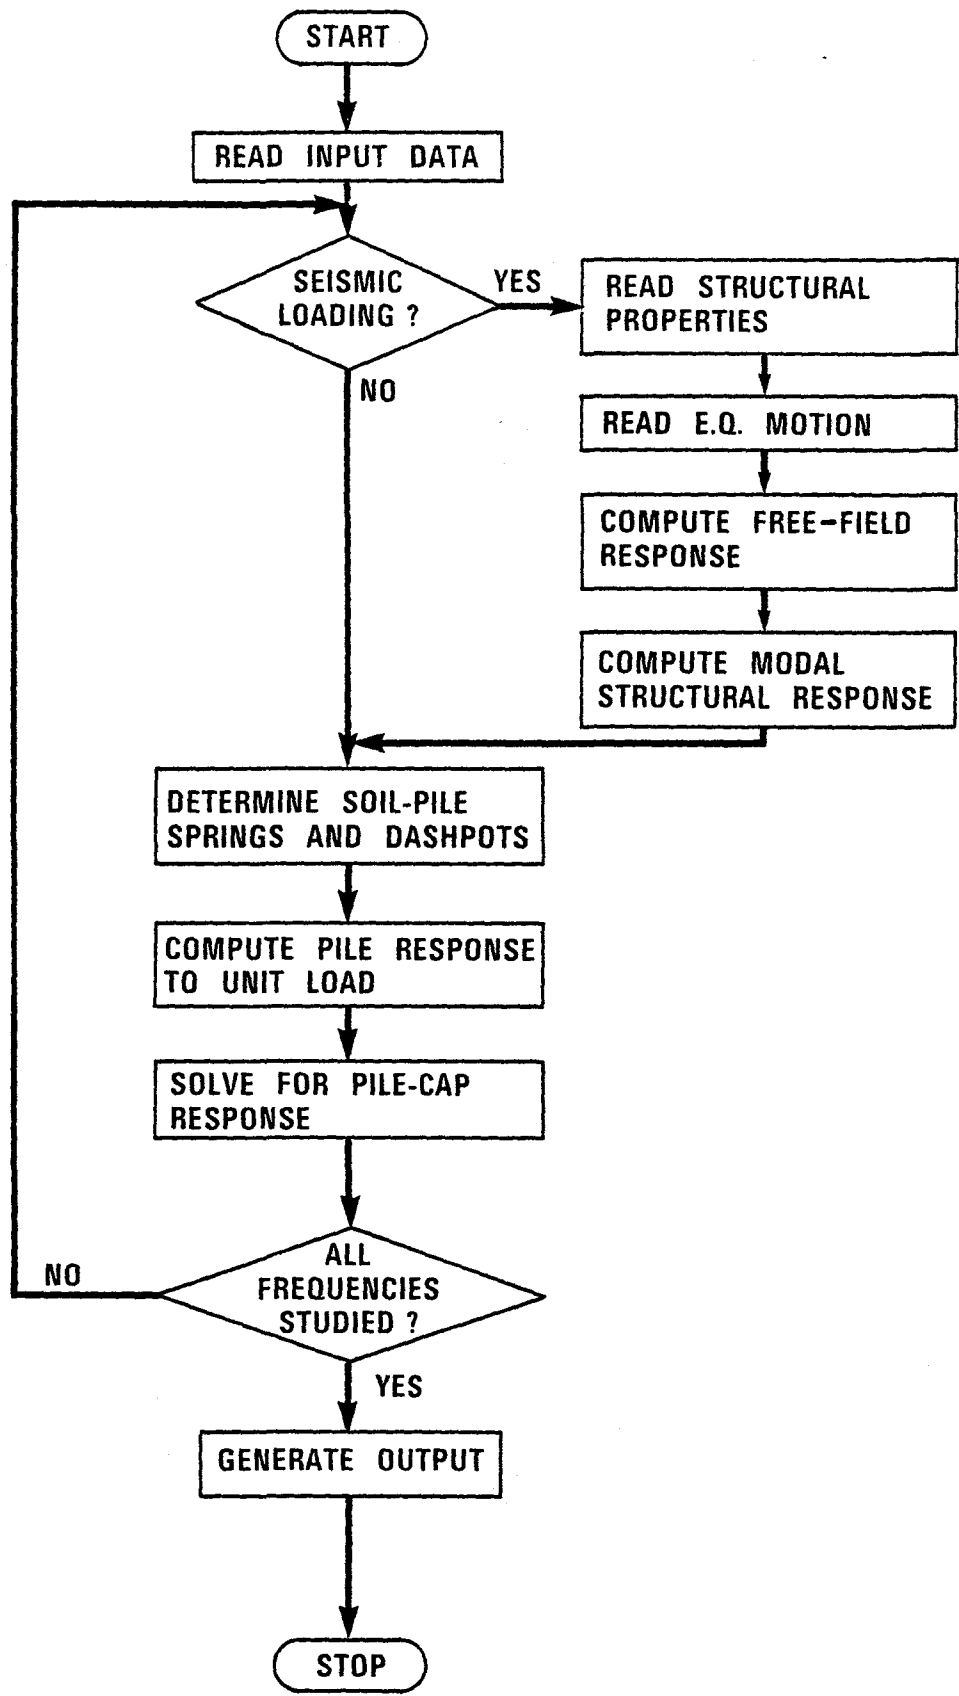 START
READ INPUT DATA
SEISMIC
LOADING ?
YES
NO
READ STRUCTURAL
PROPERTIES
READ E.Q. MOTION
COMPUTE FREE-FIELD
RESPONSE
COMPUTE MODAL
STRUCTURAL RESPONSE
DETERMINE SOIL-PILE
SPRINGS AND DASHPOTS
COMPUTE PILE RESPONSE
TO UNIT LOAD
SOLVE FOR PILE-CAP
RESPONSE
ALL
FREQUENCIES
STUDIED ?
NO
YES
GENERATE OUTPUT
STOP